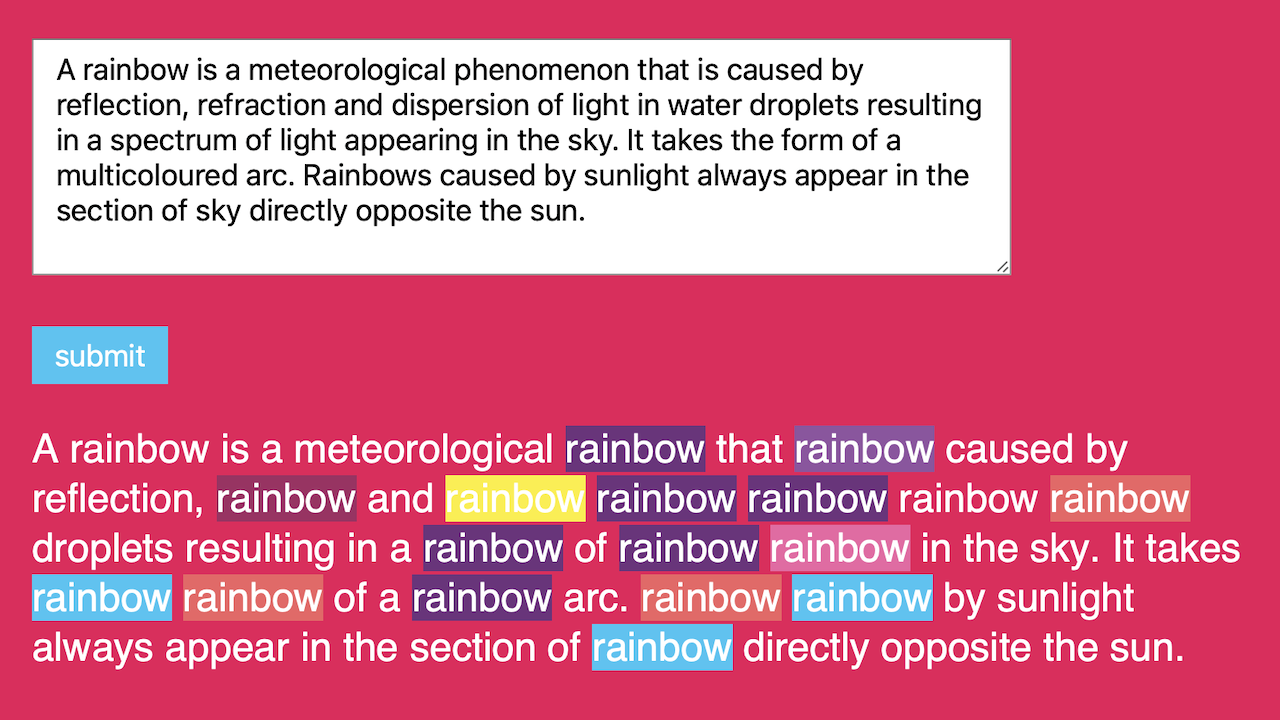 A rainbow is a meteorological phenomenon that is caused by
reflection, refraction and dispersion of light in water droplets resulting
in a spectrum of light appearing in the sky. It takes the form of a
multicoloured arc. Rainbows caused by sunlight always appear in the
section of sky directly opposite the sun.
submit
A rainbow is a meteorological rainbow that rainbow caused by
reflection, rainbow and rainbow rainbow rainbow rainbow rainbow
droplets resulting in a rainbow of rainbow rainbow in the sky. It takes
rainbow rainbow of a rainbow arc. rainbow rainbow by sunlight
always appear in the section of rainbow directly opposite the sun.